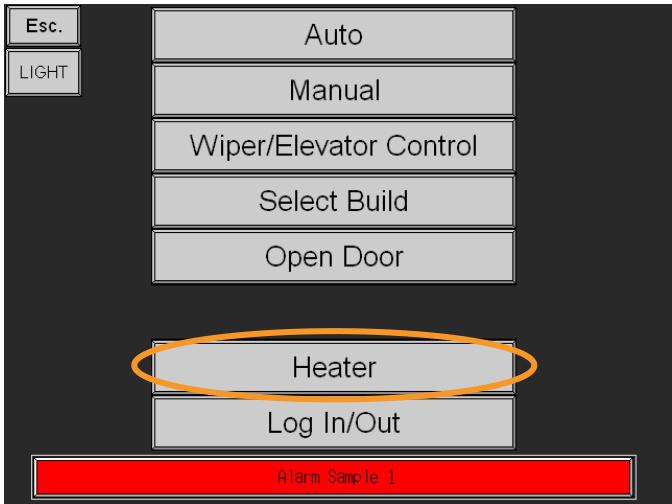 Esc.
LIGHT
Auto
Manual
Wiper/Elevator Control
Select Build
Open Door
Heater
Log In/Out
Alarm Sample 1